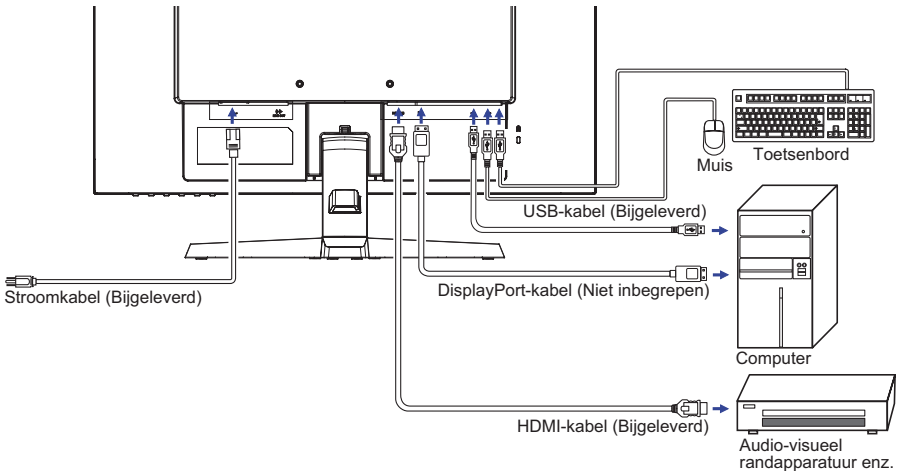 Muis
Toetsenbord
USB-kabel (Bijgeleverd)
Stroomkabel (Bijgeleverd)
DisplayPort-kabel (Niet inbegrepen)
Computer
HDMI-kabel (Bijgeleverd)
Audio-visueel
randapparatuur enz.